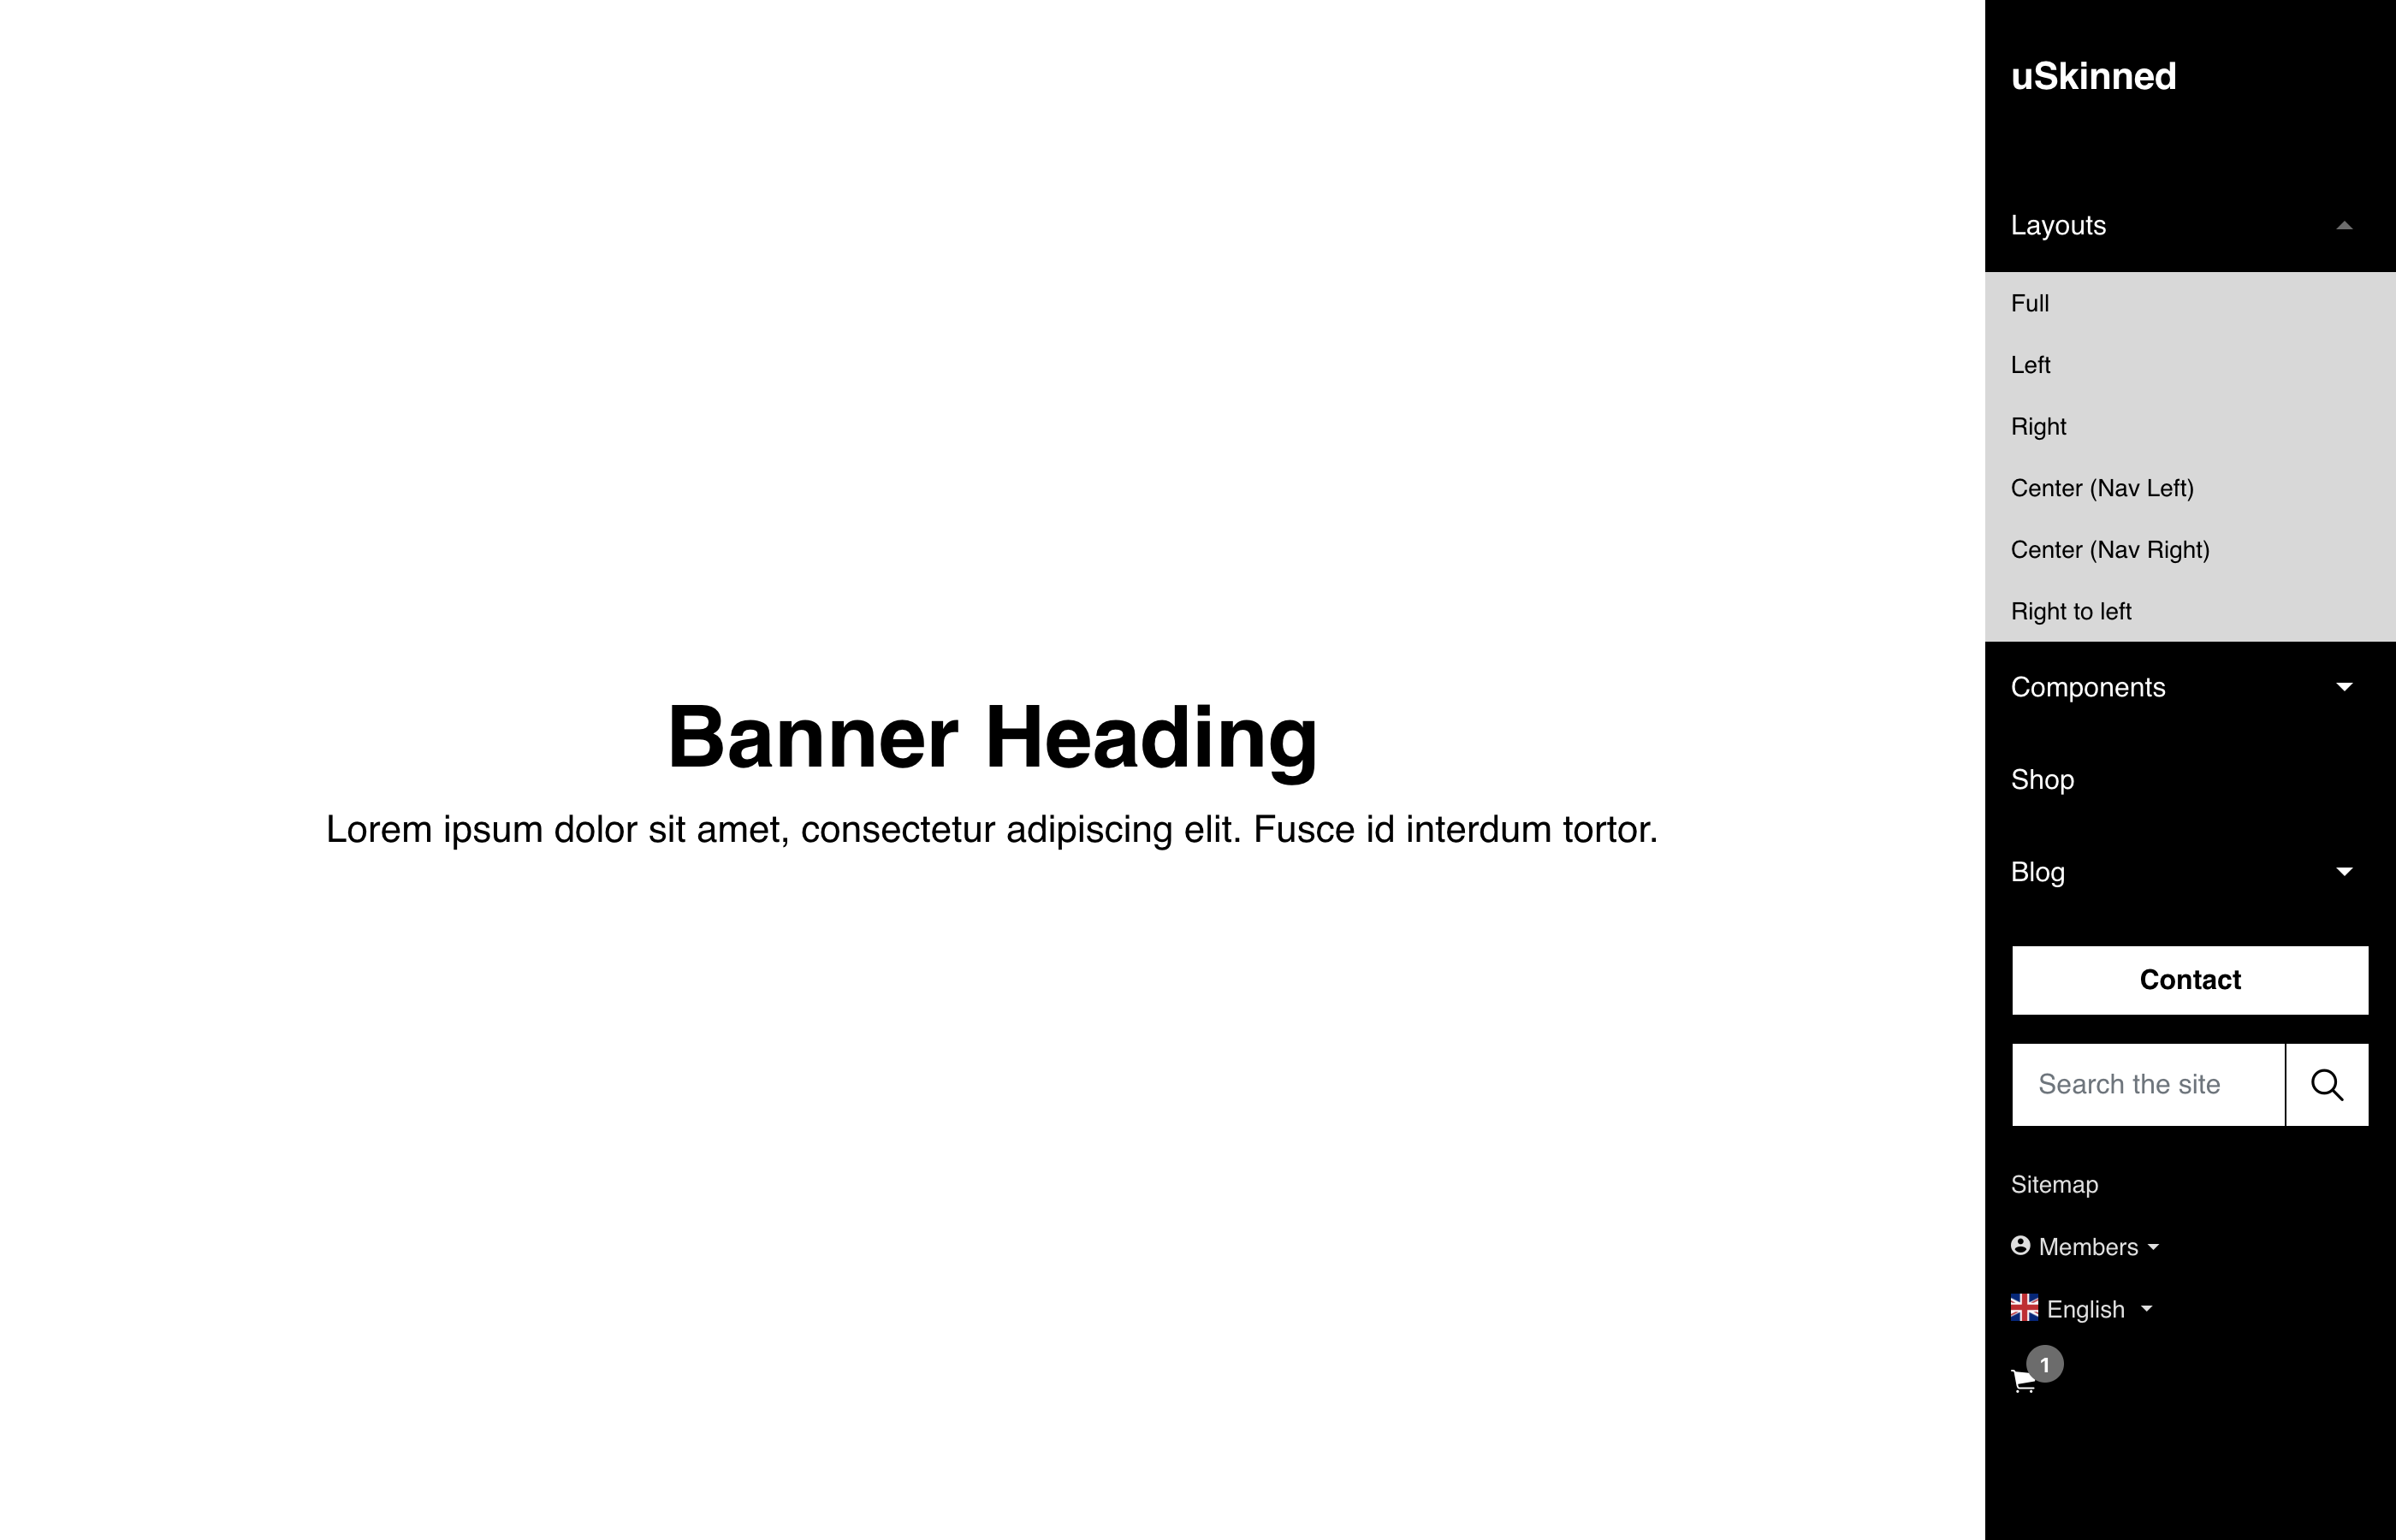 uSkinned
Layouts
Full
Left
Right
Center (Nav Left)
Center (Nav Right)
Right to left
Components
Shop
Blog
Contact
Search the site
Sitemap
Members
English
1
Banner Heading
Lorem ipsum dolor sit amet, consectetur adipiscing elit. Fusce id interdum tortor.